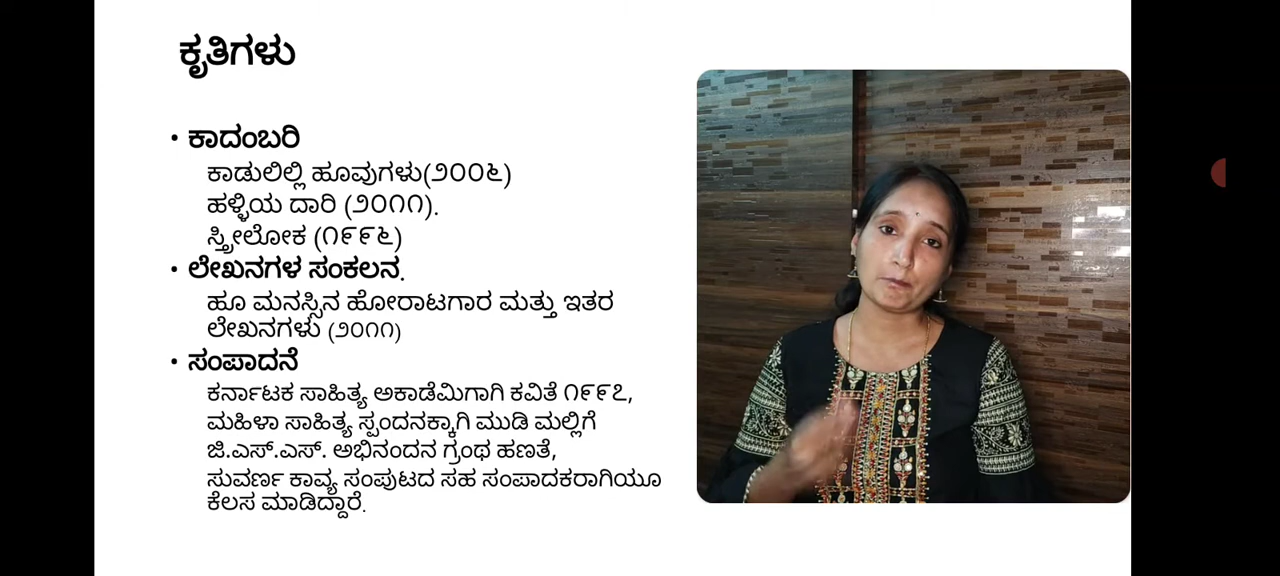 ಕೃತಿಗಳು
• ಕಾದಂಬರಿ
ಕಾಡುಲಿಲ್ಲಿ ಹೂವುಗಳು(೨೦೦೬)
ಹಳ್ಳಿಯ ದಾರಿ (೨೦೧೧).
ಸ್ತ್ರೀಲೋಕ (೧೯೯೬)
• ಲೇಖನಗಳ ಸಂಕಲನ.
ಹೂ ಮನಸ್ಸಿನ ಹೋರಾಟಗಾರ ಮತ್ತು ಇತರ
ಲೇಖನಗಳು (೨೦೧೧)
• ಸಂಪಾದನೆ
ಕರ್ನಾಟಕ ಸಾಹಿತ್ಯ ಅಕಾಡೆಮಿಗಾಗಿ ಕವಿತೆ ೧೯೯೭,
ಮಹಿಳಾ ಸಾಹಿತ್ಯ ಸ್ಪಂದನಕ್ಕಾಗಿ ಮುಡಿ ಮಲ್ಲಿಗೆ
ಜಿ.ಎಸ್.ಎಸ್. ಅಭಿನಂದನ ಗ್ರಂಥ ಹಣತೆ,
ಸುವರ್ಣ ಕಾವ್ಯ ಸಂಪುಟದ ಸಹ ಸಂಪಾದಕರಾಗಿಯೂ
ಕೆಲಸ ಮಾಡಿದ್ದಾರೆ.